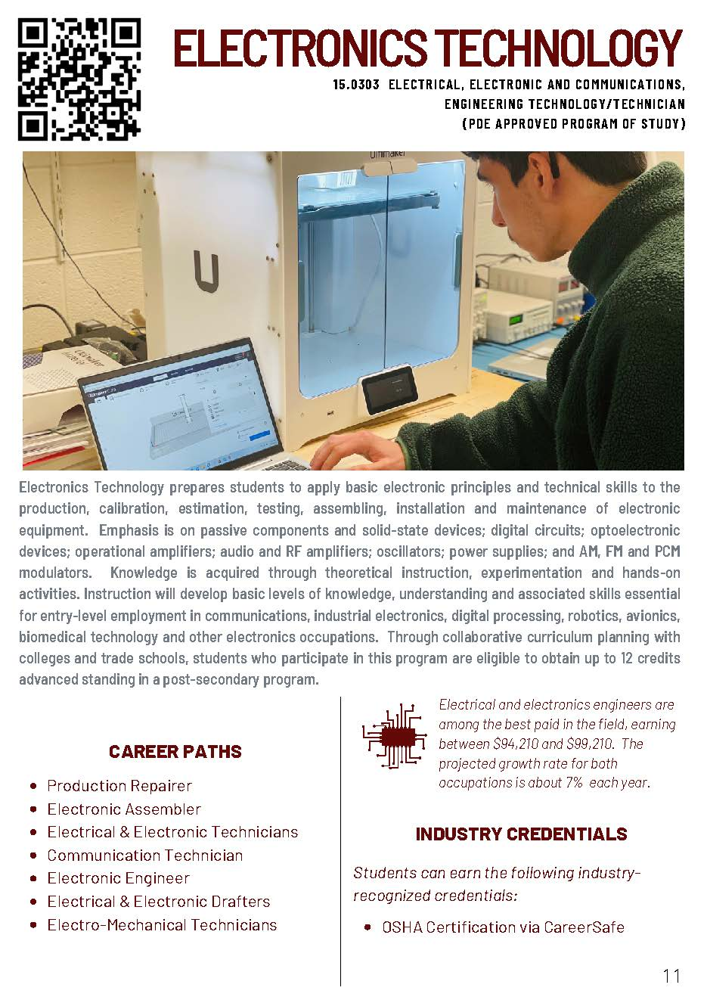 ELECTRONICS TECHNOLOGY
15.0303 ELECTRICAL, ELECTRONIC AND COMMUNICATIONS,
ENGINEERING TECHNOLOGY/TECHNICIAN
(PDE APPROVED PROGRAM OF STUDY)
Ultimaker
U
Ultimaker
Electronics Technology prepares students to apply basic electronic principles and technical skills to the
production, calibration, estimation, testing, assembling, installation and maintenance of electronic
equipment. Emphasis is on passive components and solid-state devices; digital circuits; optoelectronic
devices; operational amplifiers; audio and RF amplifiers; oscillators; power supplies; and AM, FM and PCM
modulators. Knowledge is acquired through theoretical instruction, experimentation and hands-on
activities. Instruction will develop basic levels of knowledge, understanding and associated skills essential
for entry-level employment in communications, industrial electronics, digital processing, robotics, avionics,
biomedical technology and other electronics occupations. Through collaborative curriculum planning with
colleges and trade schools, students who participate in this program are eligible to obtain up to 12 credits
advanced standing in a post-secondary program.
CAREER PATHS
• Production Repairer
• Electronic Assembler
• Electrical & Electronic Technicians
• Communication Technician
• Electronic Engineer
• Electrical & Electronic Drafters
• Electro-Mechanical Technicians
Electrical and electronics engineers are
among the best paid in the field, earning
between $94,210 and $99,210. The
projected growth rate for both
occupations is about 7% each year.
INDUSTRY CREDENTIALS
Students can earn the following industry-
recognized credentials:
• OSHA Certification via CareerSafe
11